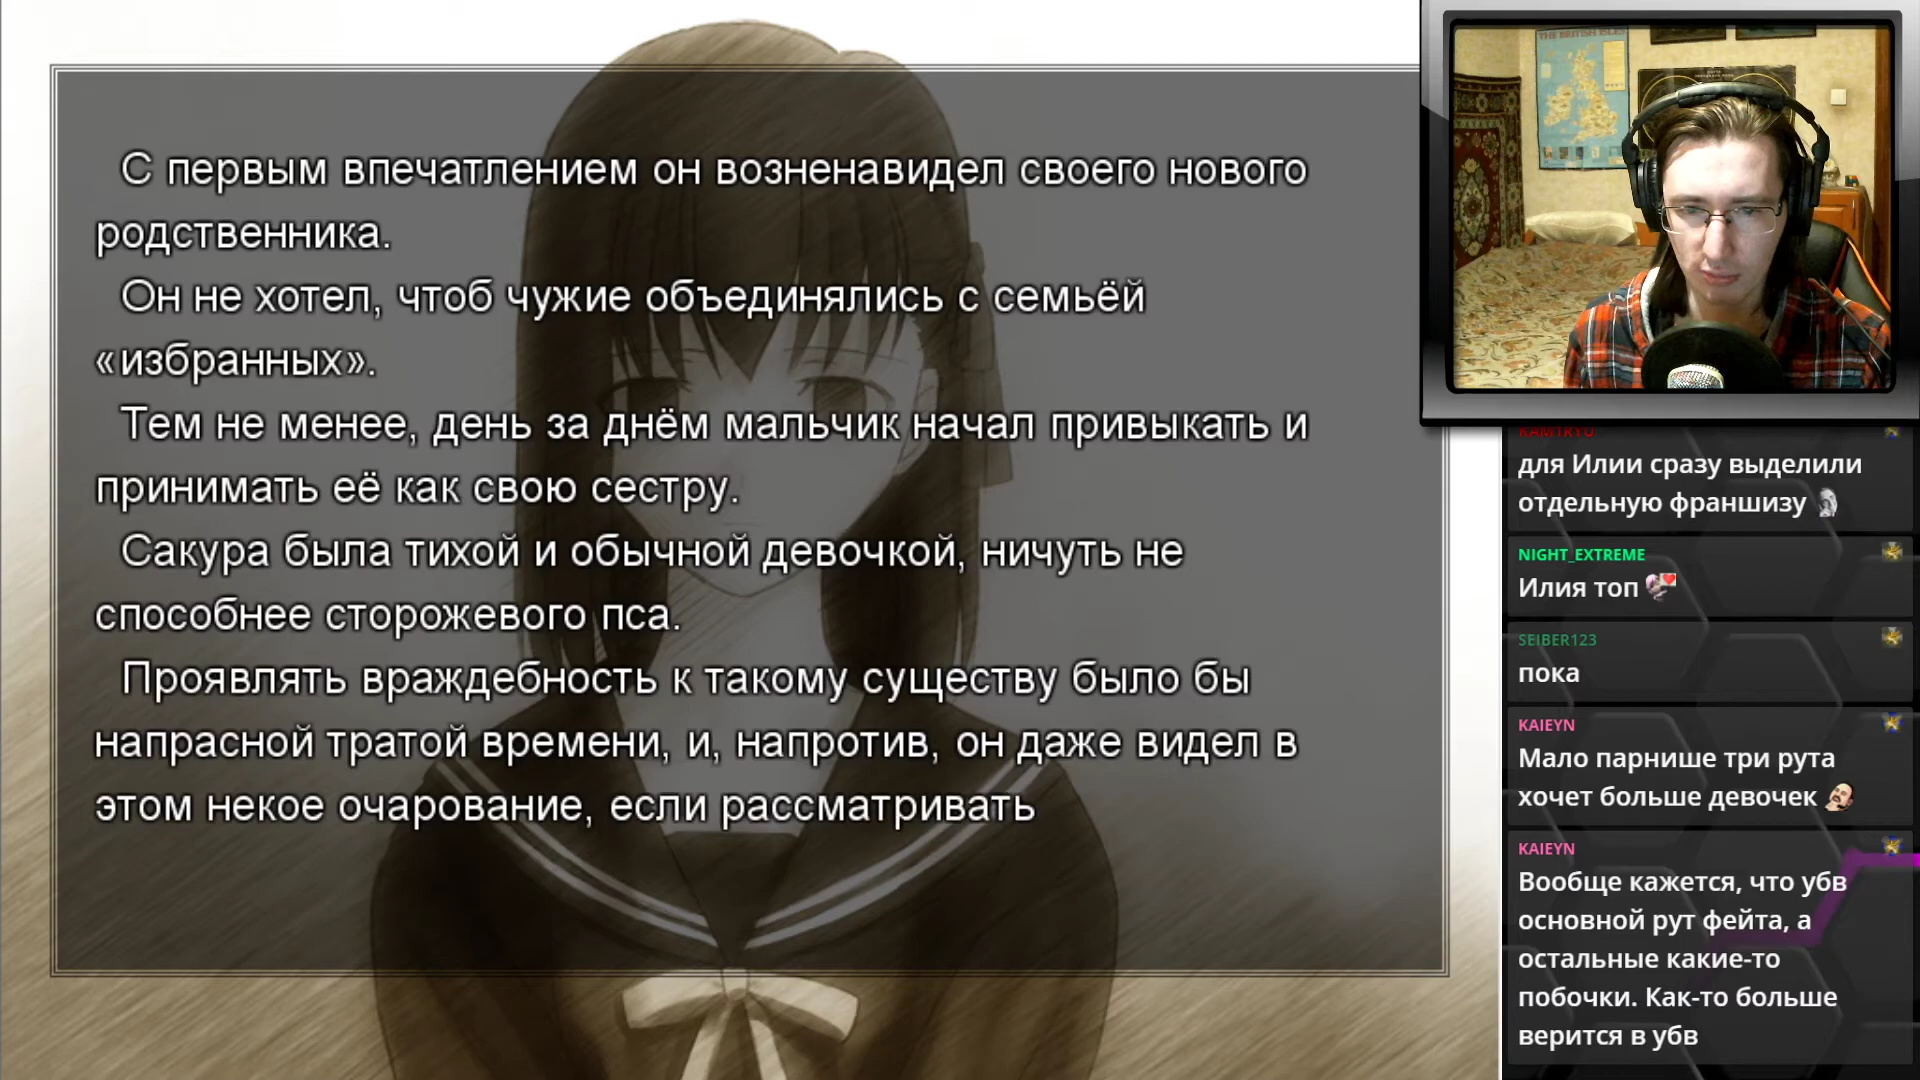 С первым впечатлением он возненавидел своего нового
родственника.
Он не хотел, чтоб чужие объединялись с семьёй
«избранных».
Тем не менее, день за днём мальчик начал привыкать и
принимать её как свою сестру.
Сакура была тихой и обычной девочкой, ничуть не
способнее сторожевого пса.
Проявлять враждебность к такому существу было бы
напрасной тратой времени, и, напротив, он даже видел в
этом некое очарование, если рассматривать
THE BRITISH ISLES
для Илии сразу выделили
отдельную франшизу
NIGHT_EXTREME
Илия топ
SEIBER123
пока
KAIEYN
Мало парнише три рута
хочет больше девочек
KAIEYN
Вообще кажется, что убв
основной рут фейта, а
остальные какие-то
побочки. Как-то больше
верится в убв